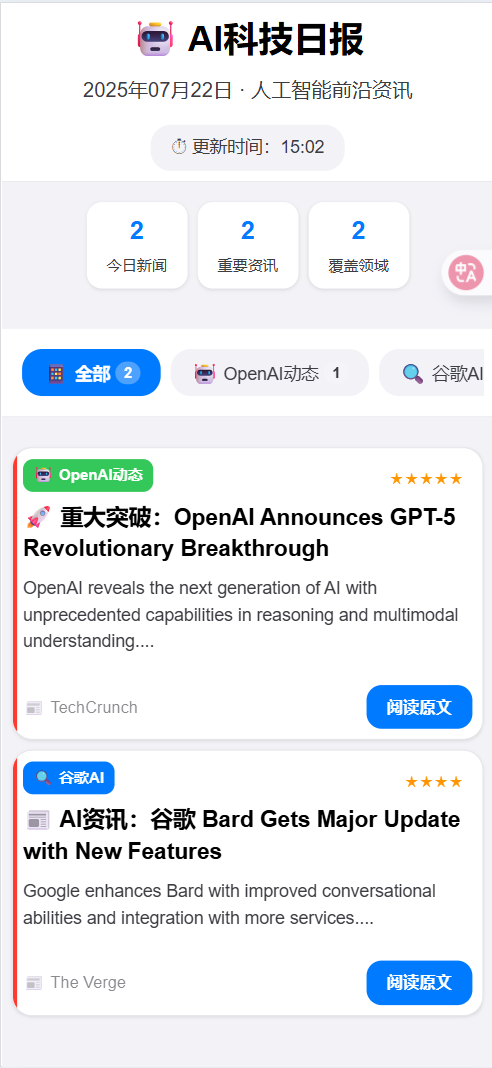 AI科技日报
2025年07月22日 · 人工智能前沿资讯
更新时间：15:02
2 2 2
今日新闻 重要资讯 覆盖领域
中 A
全部 2 OpenAI动态 1 谷歌AI
OpenAI动态 ★★★★★
重大突破：OpenAI Announces GPT-5
Revolutionary Breakthrough
OpenAI reveals the next generation of AI with
unprecedented capabilities in reasoning and multimodal
understanding....
TechCrunch 阅读原文
谷歌AI ★★★★
AI资讯：谷歌 Bard Gets Major Update
with New Features
Google enhances Bard with improved conversational
abilities and integration with more services....
The Verge 阅读原文